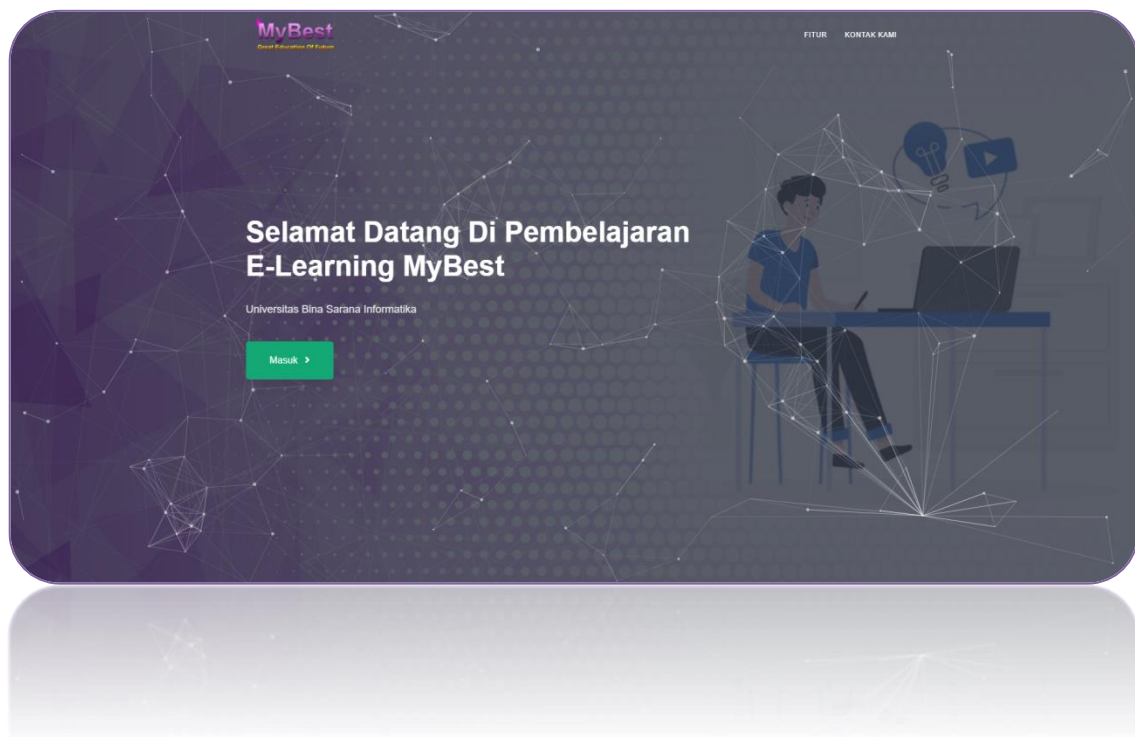 MyBest
Great Education Of Future
FITUR KONTAK KAMI
Selamat Datang Di Pembelajaran
E-Learning MyBest
Universitas Bina Sarana Informatika
Masuk